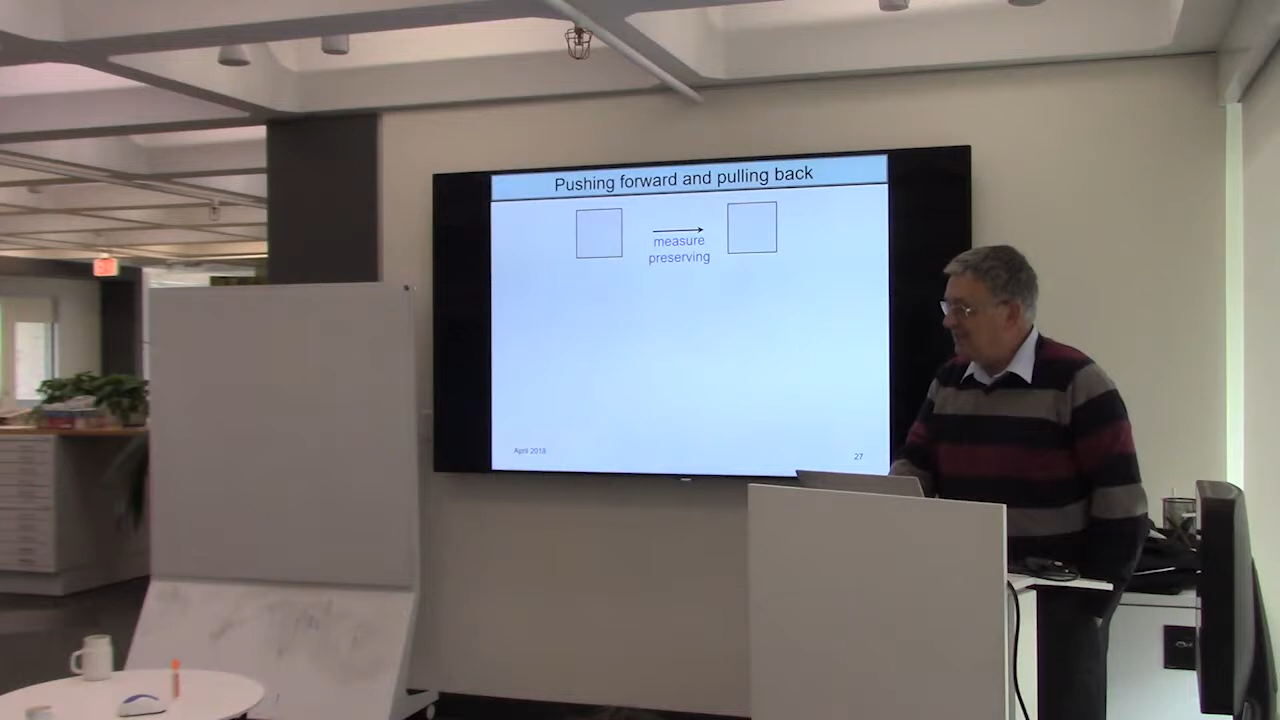 Pushing forward and pulling back
measure
preserving
April 2018
27